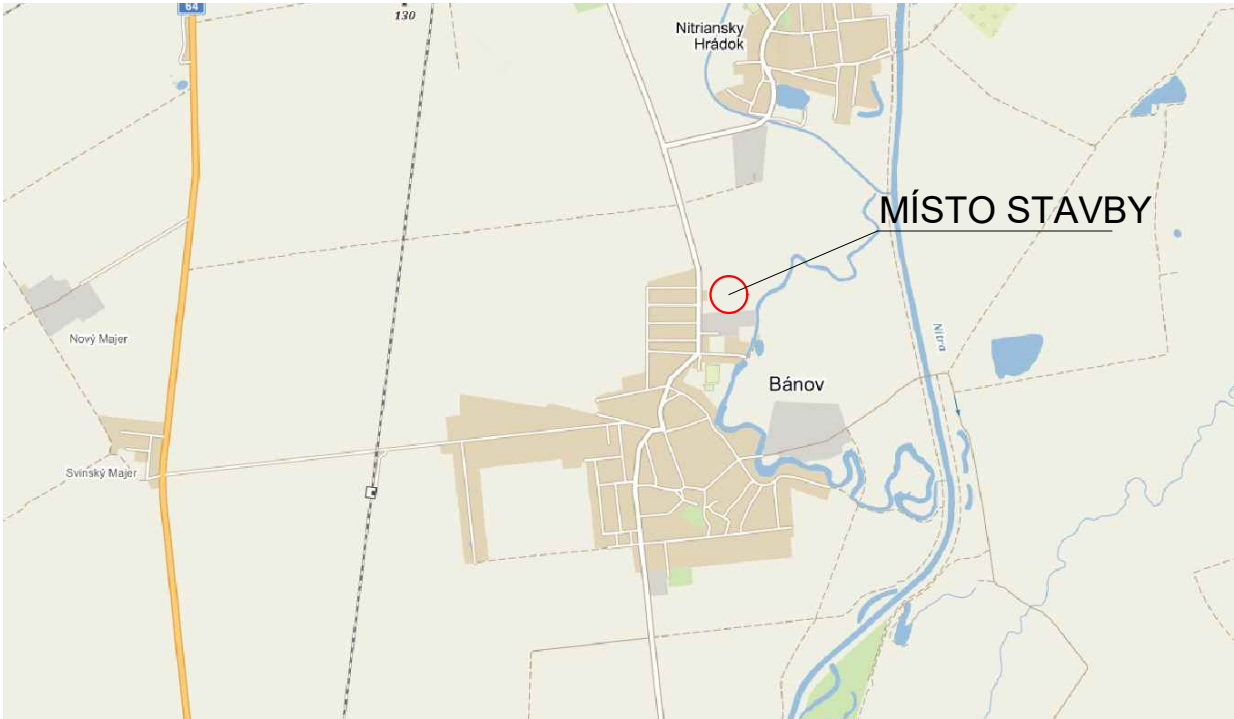 64
130
Nitriansky
Hrádok
MÍSTO STAVBY
Nitra
Nový Majer
Bánov
Svinský Majer